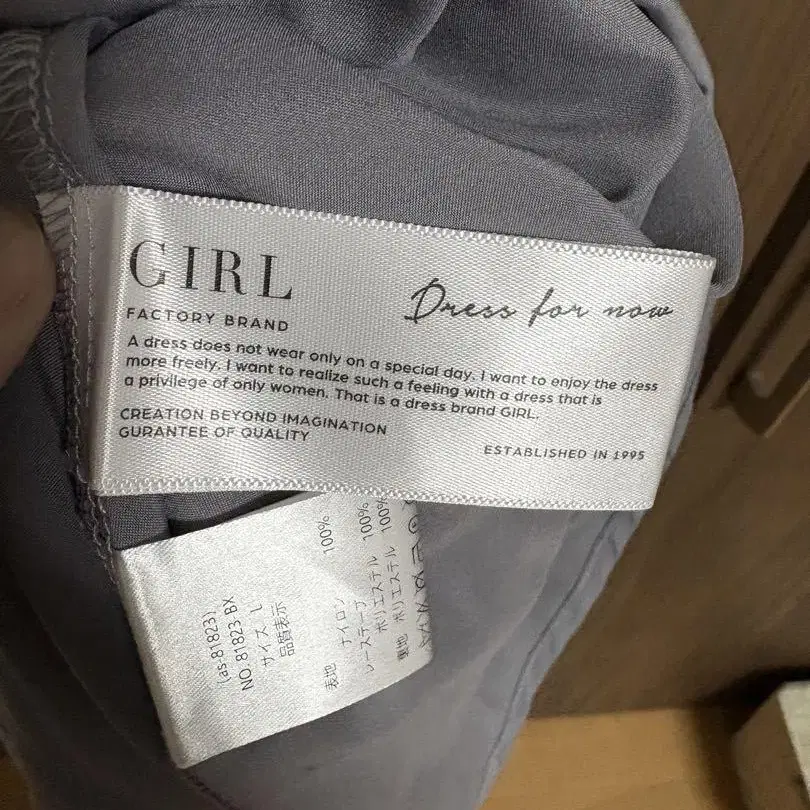 GIRL
FACTORY BRAND
Dress for now
A dress does not wear only on a special day. I want to enjoy the dress
more freely. I want to realize such a feeling with a dress that is
a privilege of only women. That is a dress brand GIRL.
CREATION BEYOND IMAGINATION
GURANTEE OF QUALITY
ESTABLISHED IN 1995
(as-81823)
NO.81823 BX
サイズ L
品質表示
表地 ナイロン 100%
レーステープ ポリエステル 100%
裏地 ポリエステル 100%